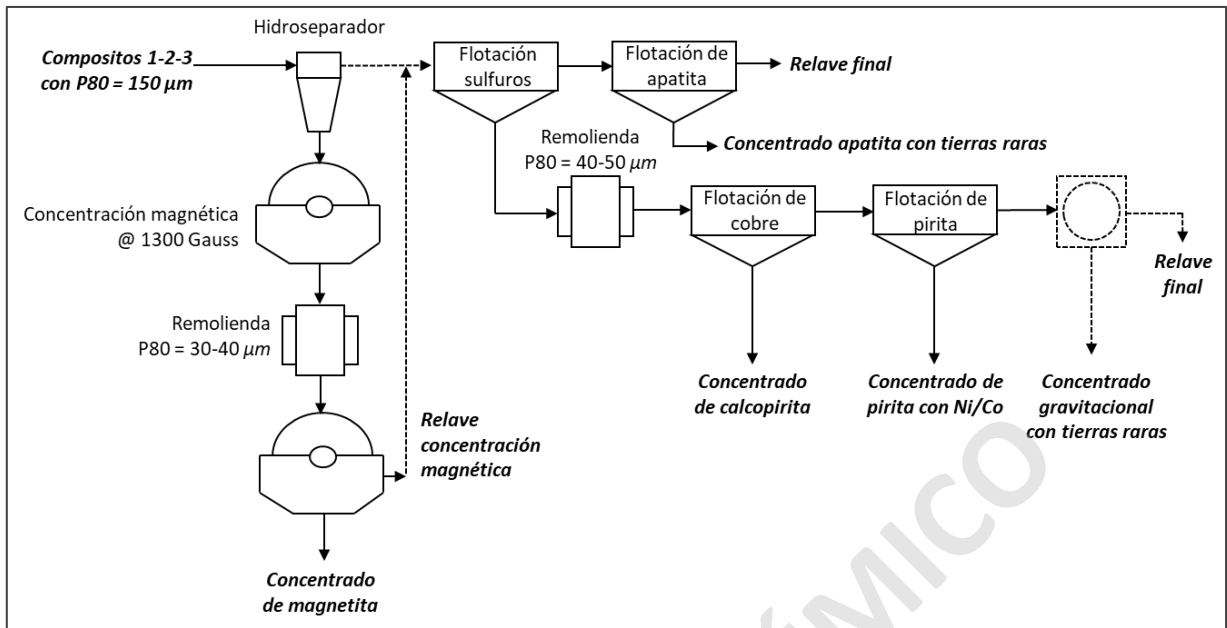 Hidroseparador
Compositos 1-2-3
con P80 = 150 µm
Flotación
sulfuros
Flotación de
apatita
Relave final
Concentrado apatita con tierras raras
Remolienda
P80 = 40-50 µm
Concentración magnética
@ 1300 Gauss
Flotación de
cobre
Flotación de
pirita
Relave
final
Remolienda
P80 = 30-40 µm
Concentrado
de calcopirita
Concentrado de
pirita con Ni/Co
Concentrado
gravitacional
con tierras raras
Relave
concentración
magnética
Concentrado
de magnetita
ÍMICO